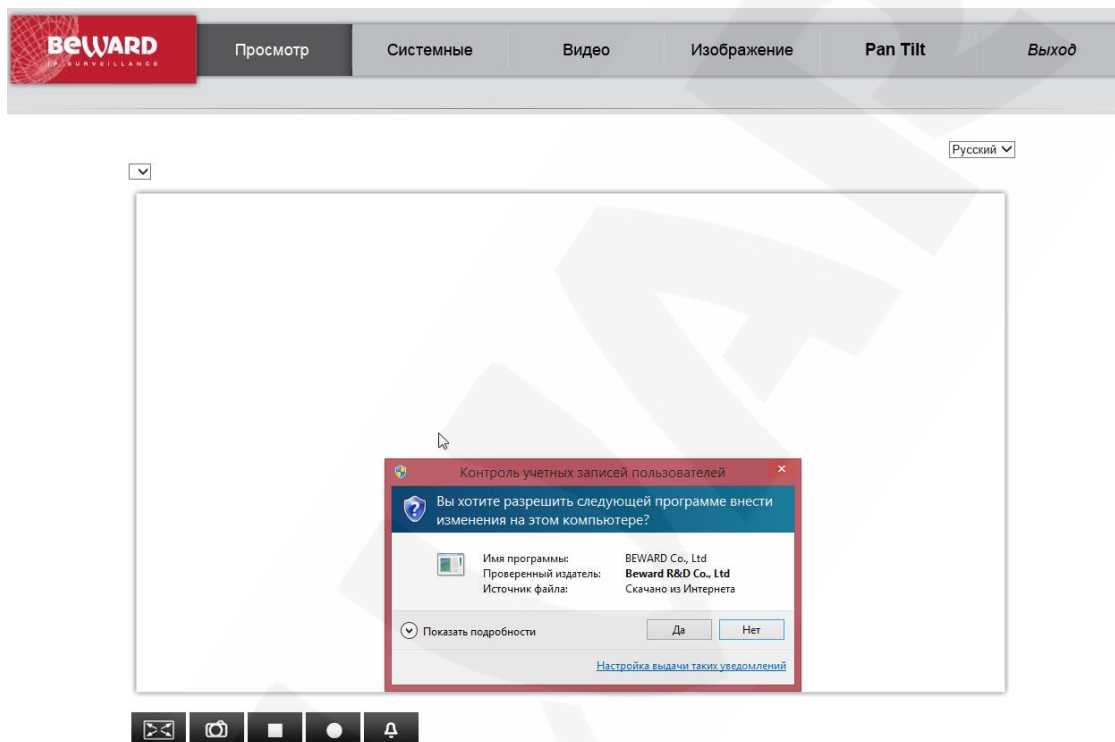 BEWARD
IP SURVEILLANCE
Просмотр
Системные
Видео
Изображение
Pan Tilt
Выход
Русский
Контроль учетных записей пользователей
Вы хотите разрешить следующей программе внести
изменения на этом компьютере?
Имя программы: BEWARD Co., Ltd
Проверенный издатель: Beward R&D Co., Ltd
Источник файла: Скачано из Интернета
Показать подробности
Да
Нет
Настройка выдачи таких уведомлений